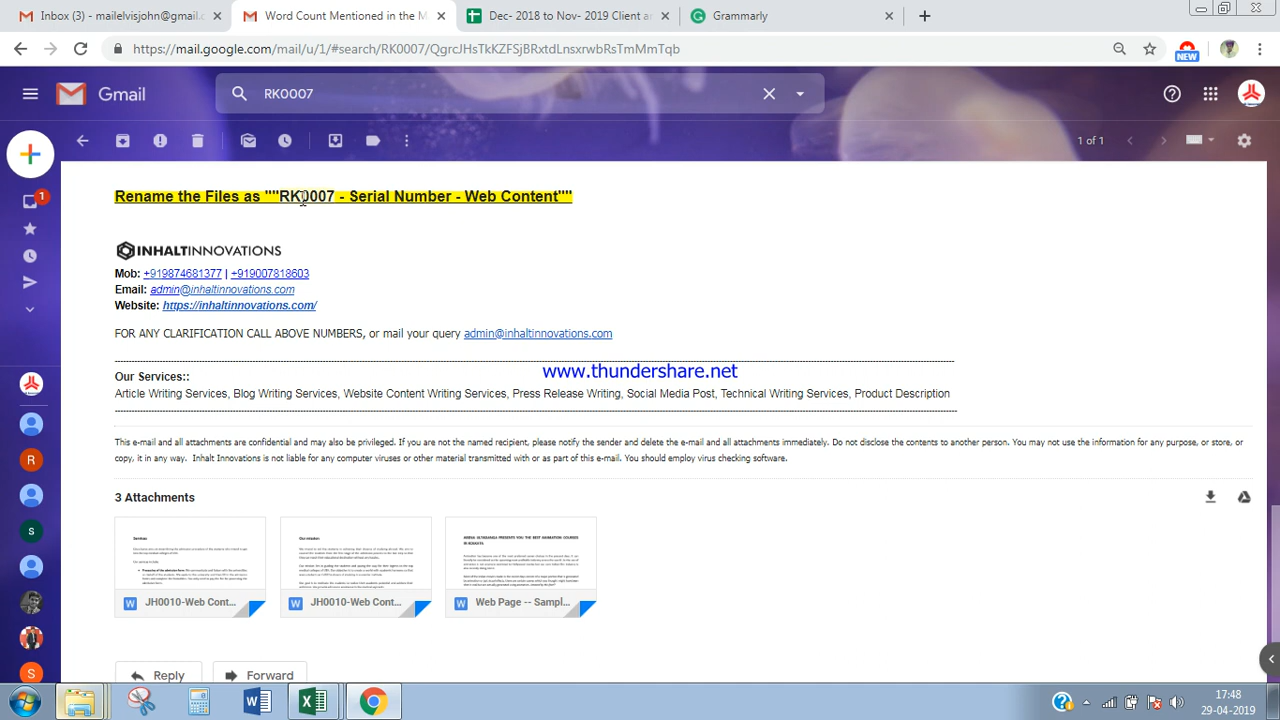 Inbox (3) - mailelvisjohn@gmail.c
Word Count Mentioned in the M
Dec- 2018 to Nov- 2019 Client an
Grammarly
https://mail.google.com/mail/u/1/#search/RK0007/QgrcJHsTkKZFSjBRxtdLnsxrwbRsTmMmTqb
NEW
Gmail
RK0007
1 of 1
1
Rename the Files as ""RK0007 - Serial Number - Web Content""
INHALTINNOVATIONS
Mob: +919874681377 | +919007818603
Email: admin@inhaltinnovations.com
Website: https://inhaltinnovations.com/
FOR ANY CLARIFICATION CALL ABOVE NUMBERS, or mail your query admin@inhaltinnovations.com
www.thundershare.net
Our Services::
Article Writing Services, Blog Writing Services, Website Content Writing Services, Press Release Writing, Social Media Post, Technical Writing Services, Product Description
This e-mail and all attachments are confidential and may also be privileged. If you are not the named recipient, please notify the sender and delete the e-mail and all attachments immediately. Do not disclose the contents to another person. You may not use the information for any purpose, or store, or
copy, it in any way. Inhalt Innovations is not liable for any computer viruses or other material transmitted with or as part of this e-mail. You should employ virus checking software.
3 Attachments
Services
Our mission
JH0010-Web Cont...
JH0010-Web Cont...
Web Page -- Sampl...
R
s
S
Reply
Forward
17:48
29-04-2019